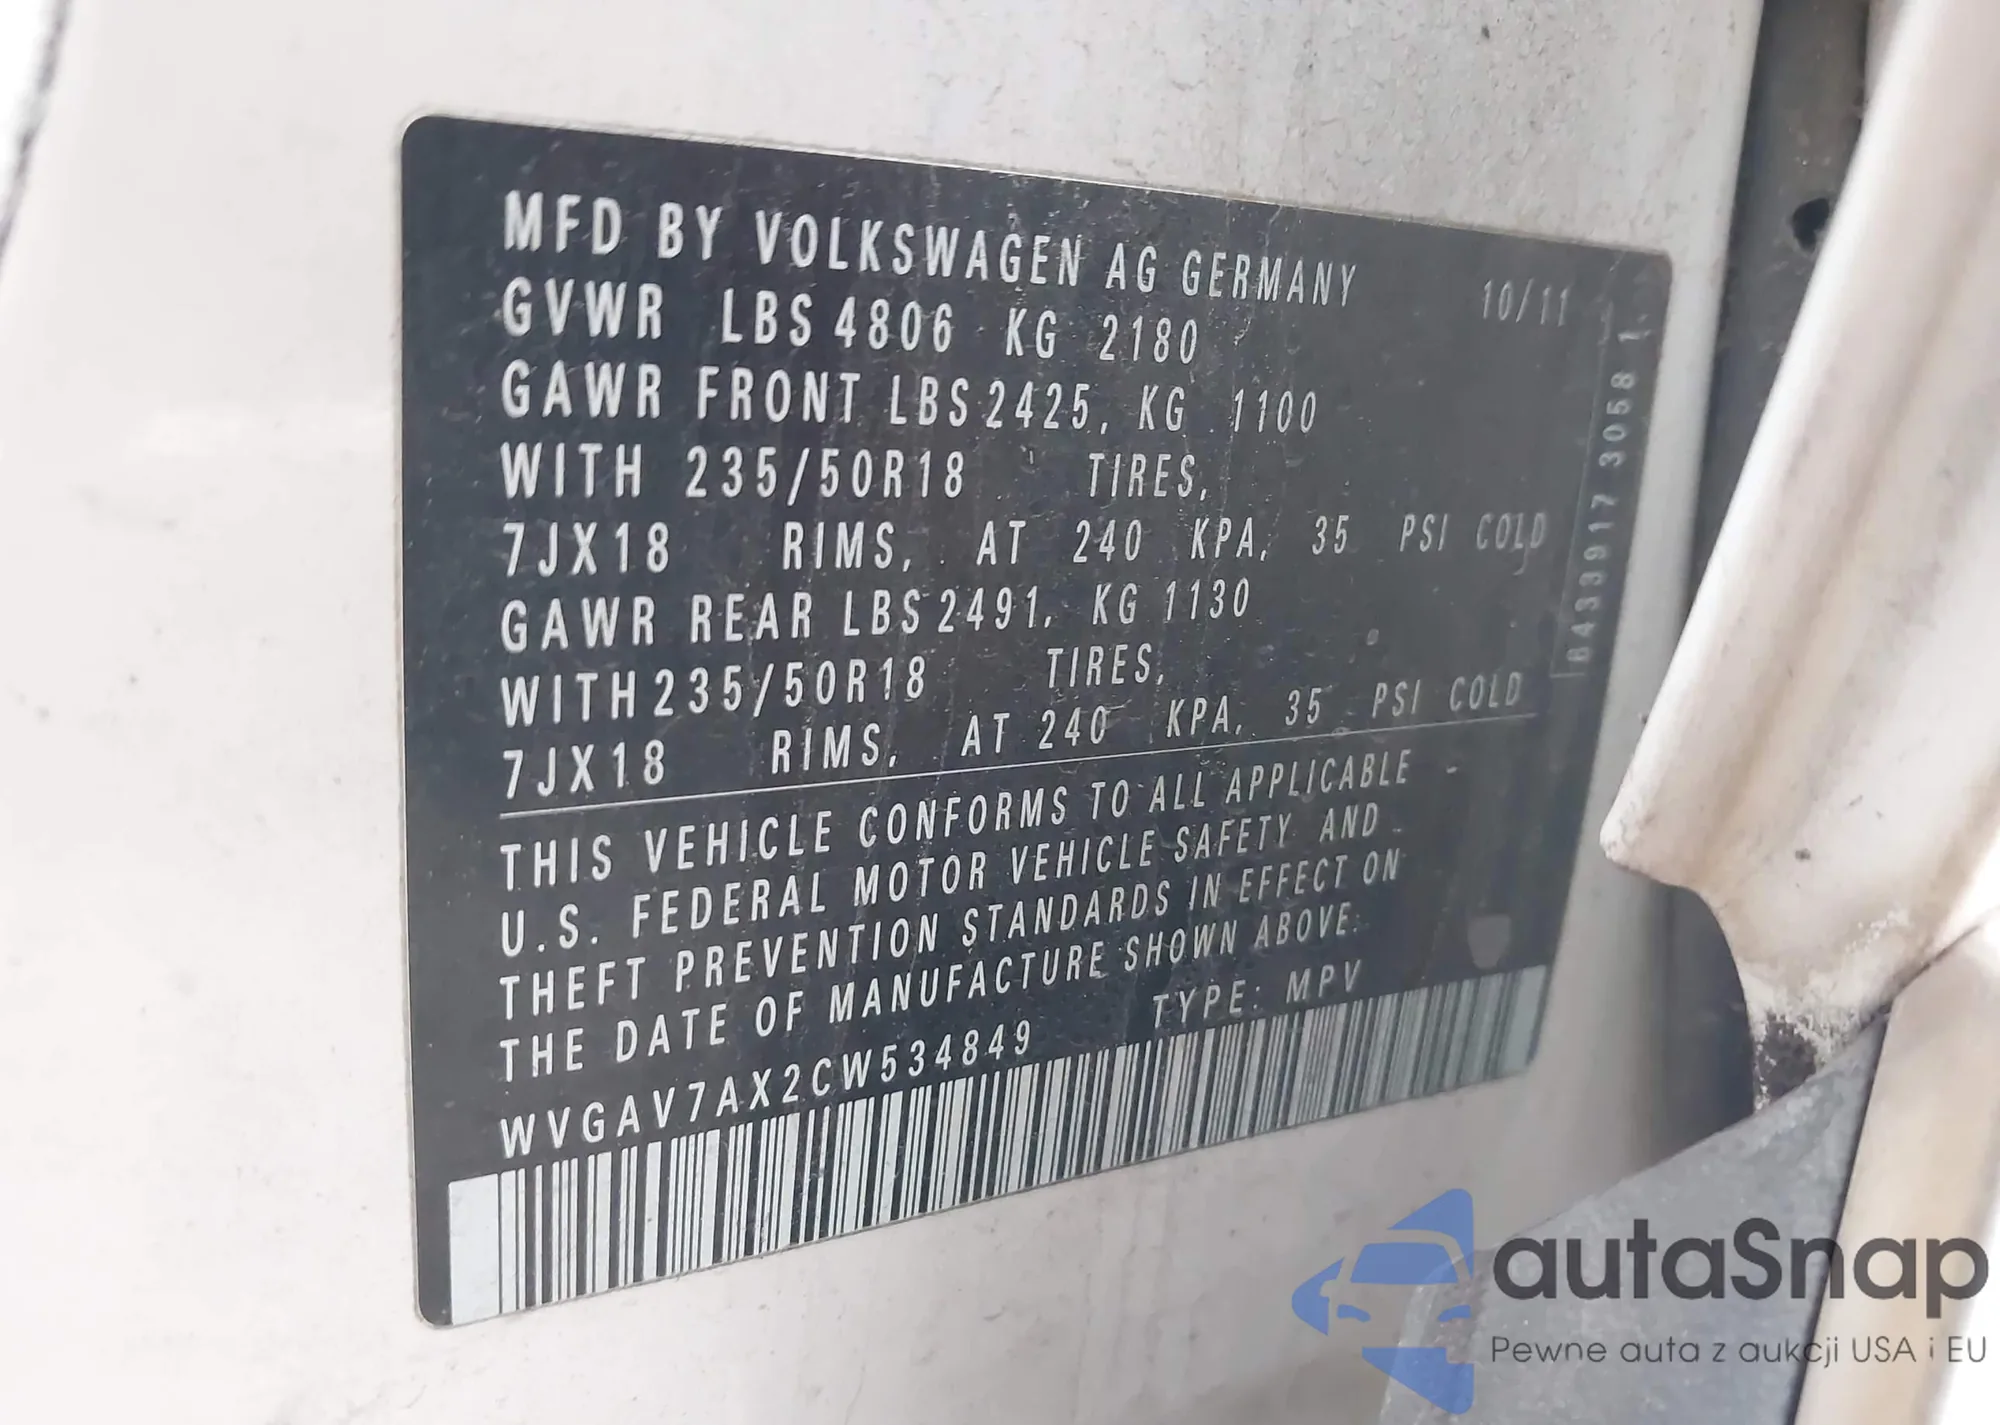 MFD BY VOLKSWAGEN AG GERMANY 10/11
GVWR LBS 4806 KG 2180
GAWR FRONT LBS 2425, KG 1100
WITH 235/50R18 TIRES,
7JX18 RIMS, AT 240 KPA, 35 PSI COLD
GAWR REAR LBS 2491, KG 1130
WITH 235/50R18 TIRES,
7JX18 RIMS, AT 240 KPA, 35 PSI COLD
THIS VEHICLE CONFORMS TO ALL APPLICABLE
U.S. FEDERAL MOTOR VEHICLE SAFETY AND
THEFT PREVENTION STANDARDS IN EFFECT ON
THE DATE OF MANUFACTURE SHOWN ABOVE.
WVGAV7AX2CW534849 TYPE: MPV
6433917 3058 1
autaSnap
Pewne auta z aukcji USA i EU